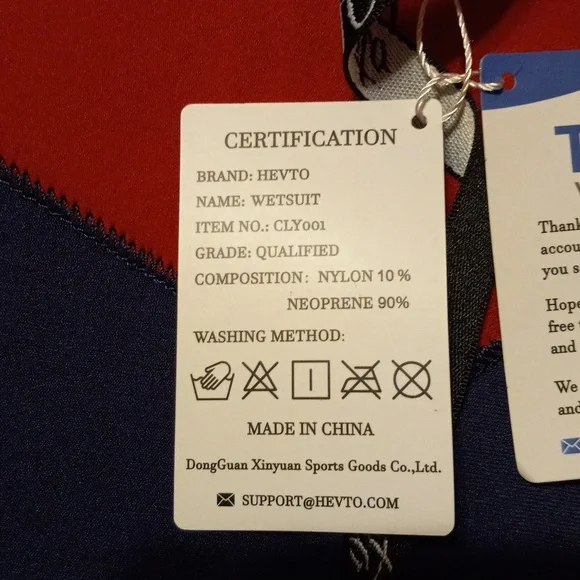 CERTIFICATION
BRAND: HEVTO
NAME: WETSUIT
ITEM NO.: CLY001
GRADE: QUALIFIED
COMPOSITION: NYLON 10%
NEOPRENE 90%
WASHING METHOD:
MADE IN CHINA
DongGuan Xinyuan Sports Goods Co.,Ltd.
SUPPORT@HEVTO.COM
Thank
accou
you s
Hope
free
and
We
and